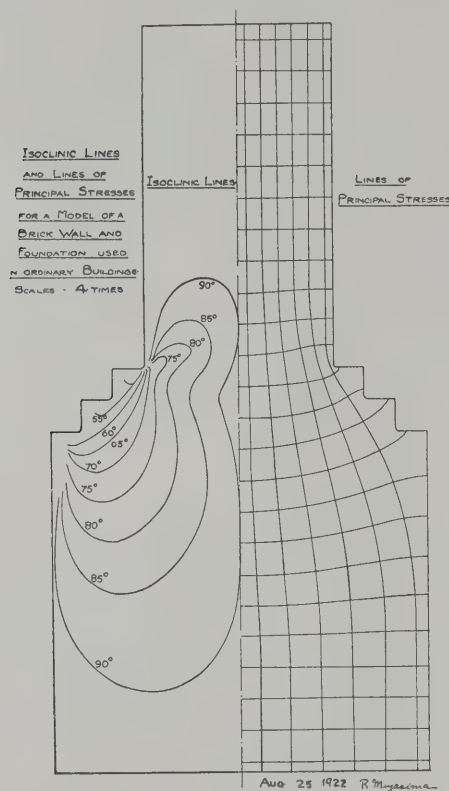 ISOCLINIC LINES
AND LINES OF
PRINCIPAL STRESSES
FOR A MODEL OF A
BRICK WALL AND
FOUNDATION USED
N ORDINARY BUILDINGS
SCALES - 4 TIMES
ISOCLINIC LINES
LINES OF
PRINCIPAL STRESSES
90°
85°
80°
75°
55°
60°
65°
70°
75°
80°
85°
90°
AUG 25 1922 R. Miyasima